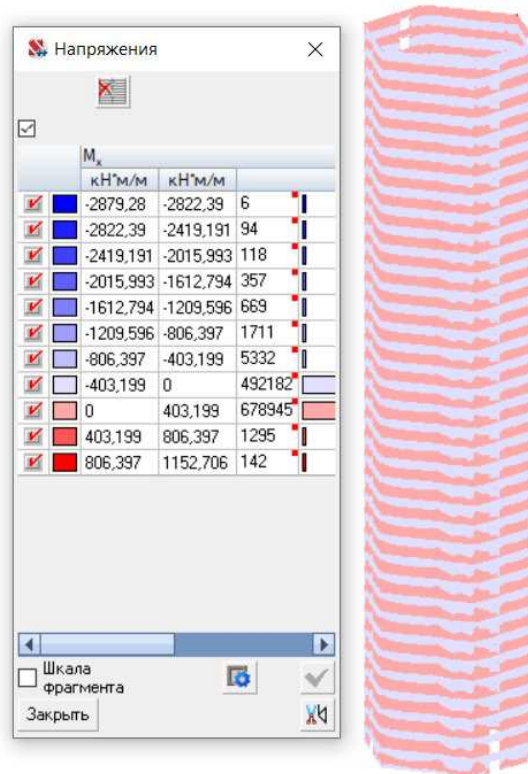 Напряжения
Mx
кН*м/м кН*м/м
-2879,28 -2822,39 6
-2822,39 -2419,191 94
-2419,191 -2015,993 118
-2015,993 -1612,794 357
-1612,794 -1209,596 669
-1209,596 -806,397 1711
-806,397 -403,199 5332
-403,199 0 492182
0 403,199 678945
403,199 806,397 1295
806,397 1152,706 142
Шкала
фрагмента
Закрыть